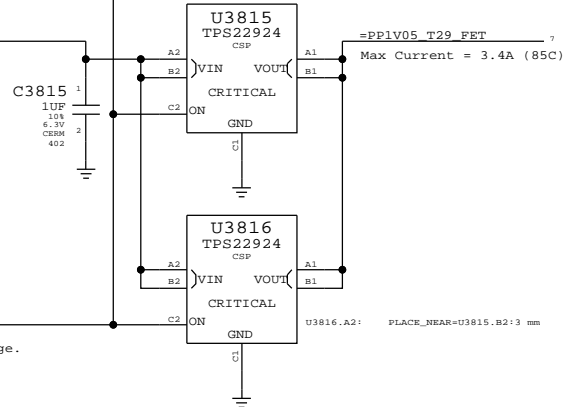 U3815
TPS22924
CSP
A2
B2
VIN
VOUT
A1
B1
CRITICAL
C2
ON
GND
C1
=PP1V05_T29_FET
7
Max Current = 3.4A (85C)
C3815
1
1UF
10%
6.3V
CERM
402
2
U3816
TPS22924
CSP
A2
B2
VIN
VOUT
A1
B1
CRITICAL
C2
ON
GND
C1
U3816.A2: PLACE_NEAR=U3815.B2:3 mm
ge.